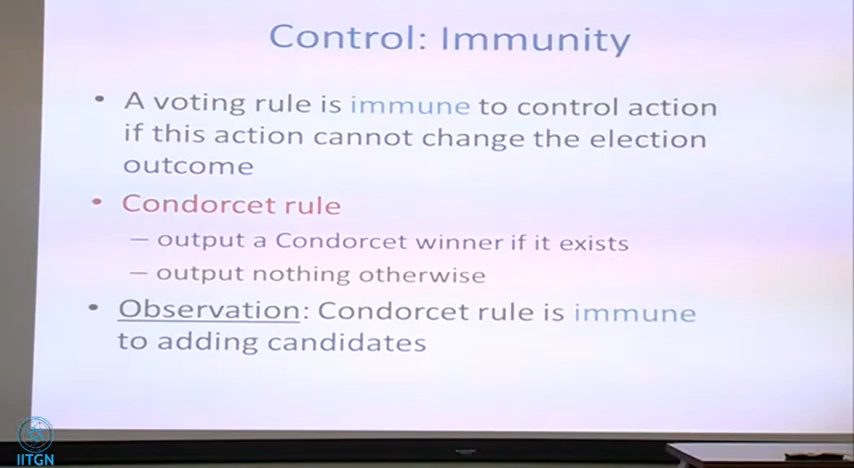 Control: Immunity
• A voting rule is immune to control action
if this action cannot change the election
outcome
• Condorcet rule
– output a Condorcet winner if it exists
– output nothing otherwise
• Observation: Condorcet rule is immune
to adding candidates
IITGN